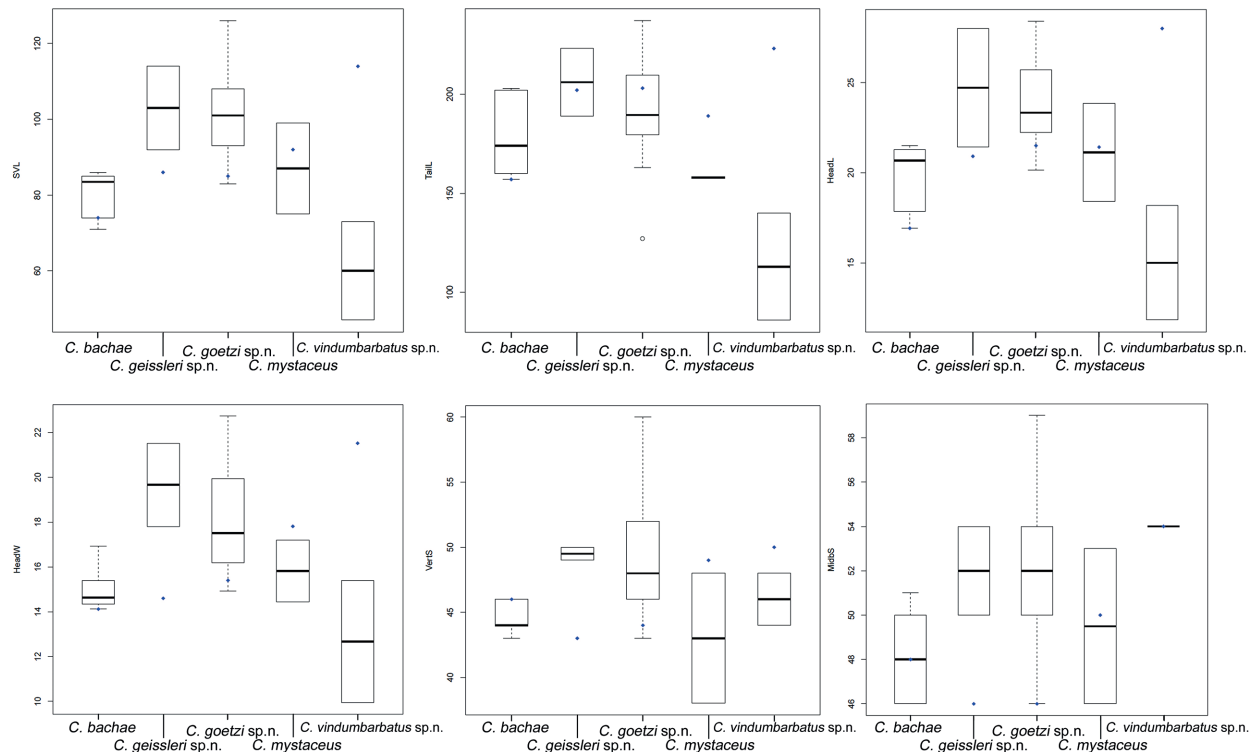 SVL
120
100
80
60
C. bachae
C. geissleri sp.n.
C. goetzi sp.n.
C. mystaceus
C. vindumbarbatus sp.n.
TailL
200
150
100
C. bachae
C. geissleri sp.n.
C. goetzi sp.n.
C. mystaceus
C. vindumbarbatus sp.n.
HeadL
25
20
15
C. bachae
C. geissleri sp.n.
C. goetzi sp.n.
C. mystaceus
C. vindumbarbatus sp.n.
HeadW
22
20
18
16
14
12
10
C. bachae
C. geissleri sp.n.
C. goetzi sp.n.
C. mystaceus
C. vindumbarbatus sp.n.
VertS
60
55
50
45
40
C. bachae
C. geissleri sp.n.
C. goetzi sp.n.
C. mystaceus
C. vindumbarbatus sp.n.
MidbS
58
56
54
52
50
48
46
C. bachae
C. geissleri sp.n.
C. goetzi sp.n.
C. mystaceus
C. vindumbarbatus sp.n.